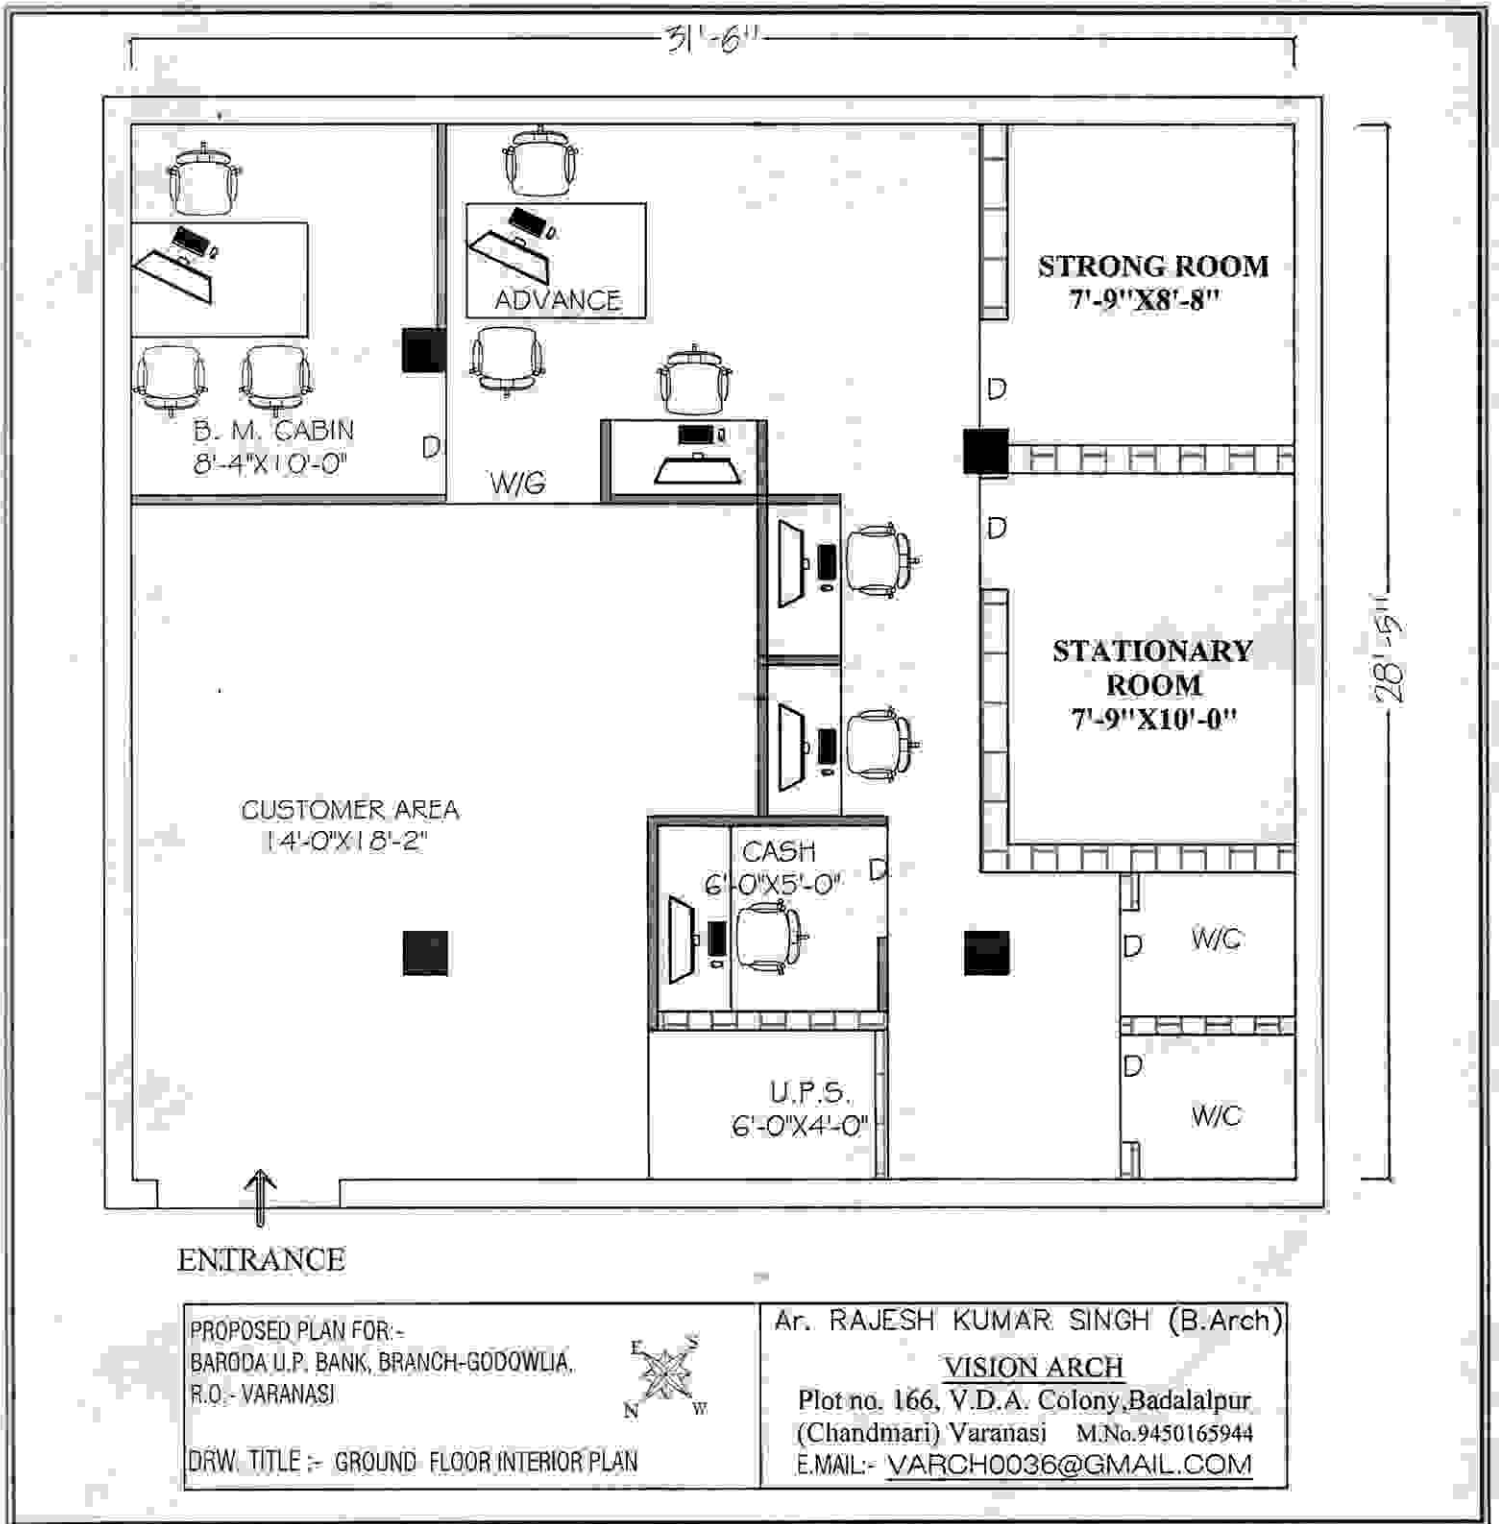 31'-6"
STRONG ROOM
7'-9"X8'-8"
ADVANCE
D
B. M. CABIN
8'-4"X10'-0"
D
W/G
D
28'-5"
STATIONARY
ROOM
7'-9"X10'-0"
CUSTOMER AREA
14'-0"X18'-2"
CASH
6'-0"X5'-0"
D
W/C
D
D
U.P.S.
6'-0"X4'-0"
W/C
ENTRANCE
PROPOSED PLAN FOR:-
BARODA U.P. BANK, BRANCH-GODOWLIA,
R.O.- VARANASI
E
S
N
W
DRW. TITLE :- GROUND FLOOR INTERIOR PLAN
Ar. RAJESH KUMAR SINGH (B.Arch)
VISION ARCH
Plot no. 166, V.D.A. Colony,Badalalpur
(Chandmari) Varanasi M.No.9450165944
E.MAIL:- VARCH0036@GMAIL.COM